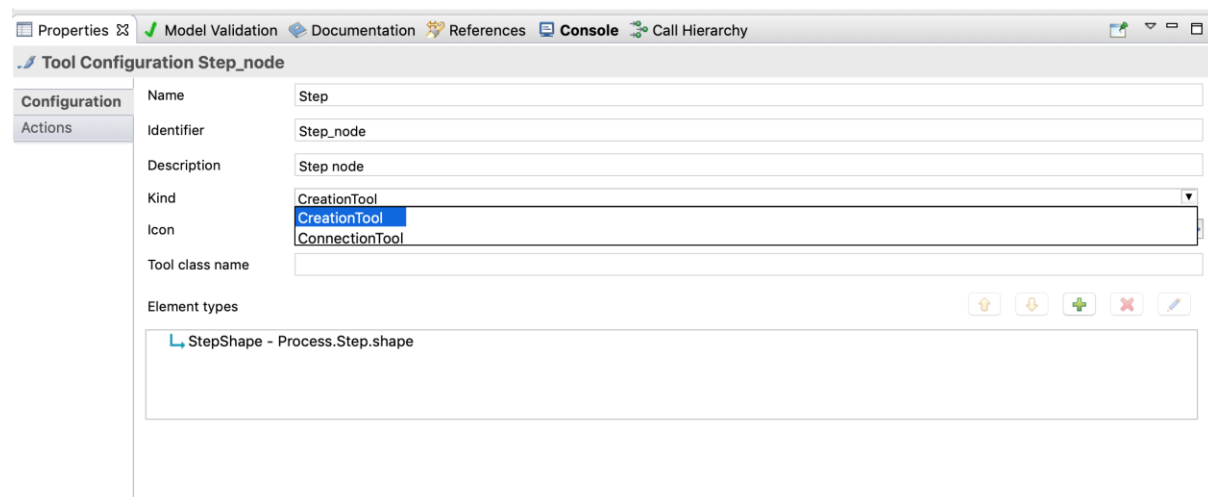 Properties Model Validation Documentation References Console Call Hierarchy
Tool Configuration Step_node
Configuration
Actions
Name Step
Identifier Step_node
Description Step node
Kind CreationTool
CreationTool
Icon
ConnectionTool
Tool class name
Element types
StepShape - Process.Step.shape